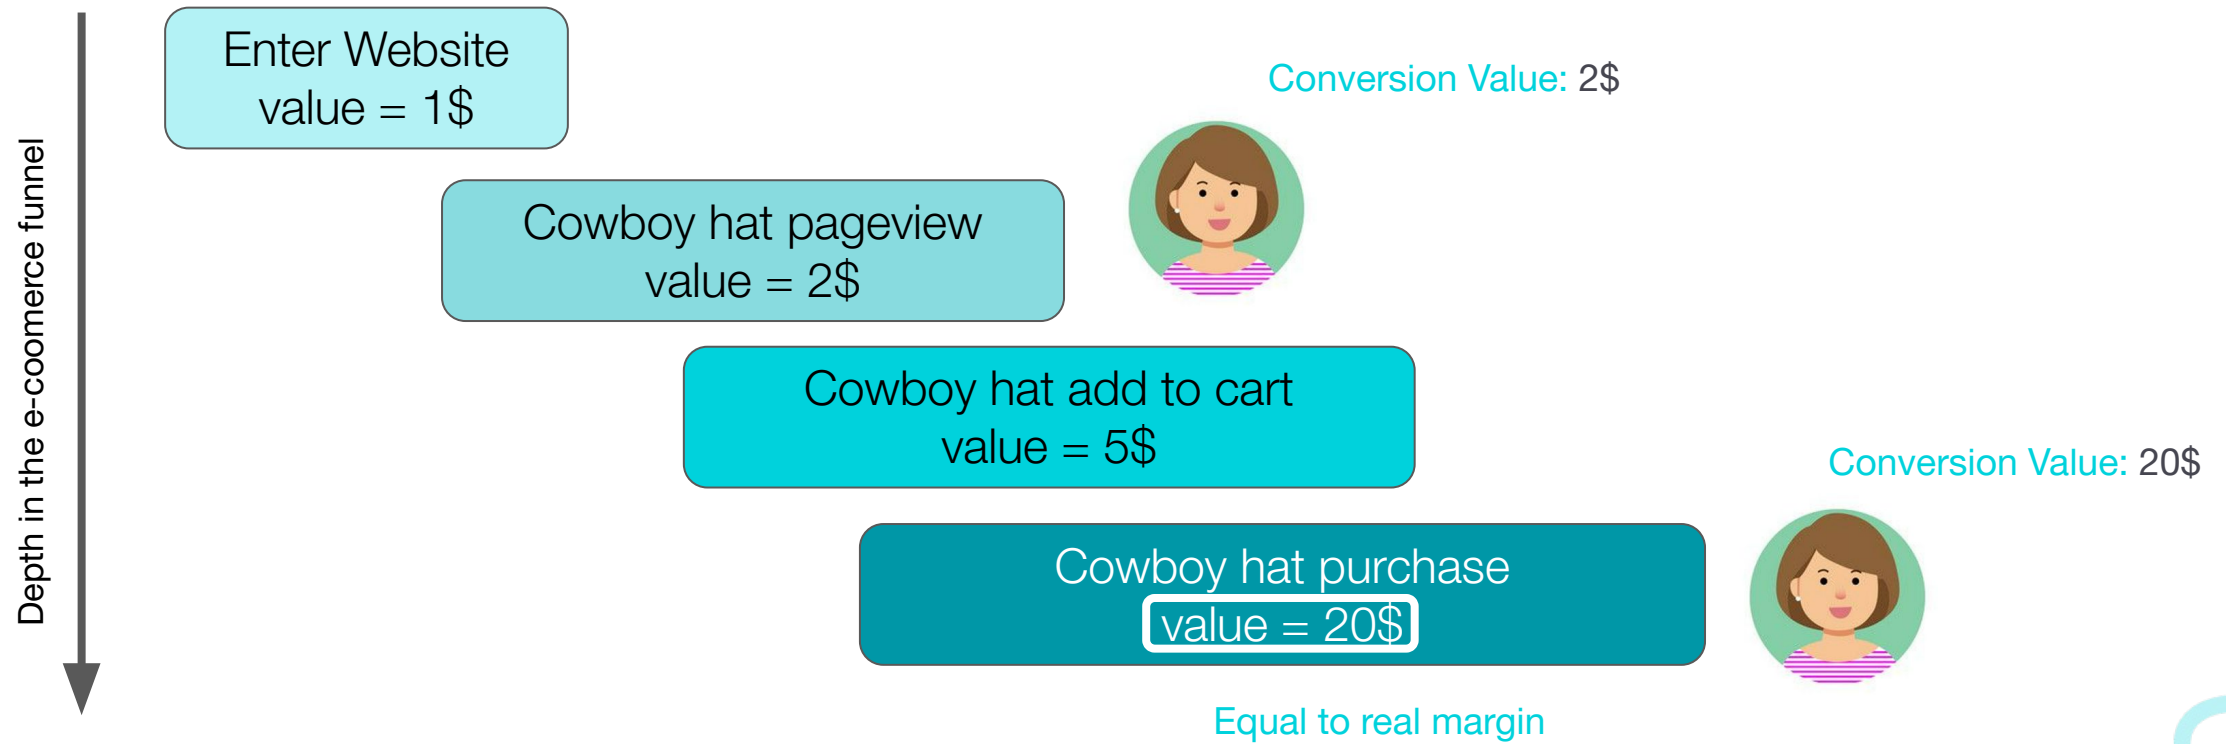 Depth in the e-coomerce funnel
Enter Website
value = 1$
Conversion Value: 2$
Cowboy hat pageview
value = 2$
Cowboy hat add to cart
value = 5$
Conversion Value: 20$
Cowboy hat purchase
value = 20$
Equal to real margin